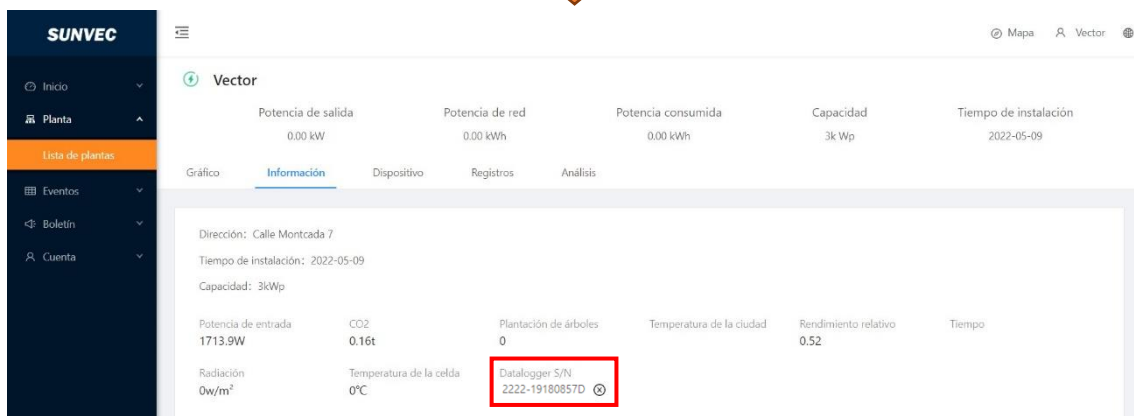 SUNVEC
Mapa Vector
Inicio
Planta
Lista de plantas
Eventos
Boletín
Cuenta
Vector
Potencia de salida Potencia de red Potencia consumida Capacidad Tiempo de instalación
0.00 kW 0.00 kWh 0.00 kWh 3k Wp 2022-05-09
Gráfico Información Dispositivo Registros Análisis
Dirección: Calle Montcada 7
Tiempo de instalación: 2022-05-09
Capacidad: 3kWp
Potencia de entrada CO2 Plantación de árboles Temperatura de la ciudad Rendimiento relativo Tiempo
1713.9W 0.16t 0 0.52
Radiación Temperatura de la celda Datalogger S/N
0w/m² 0°C 2222-19180857D